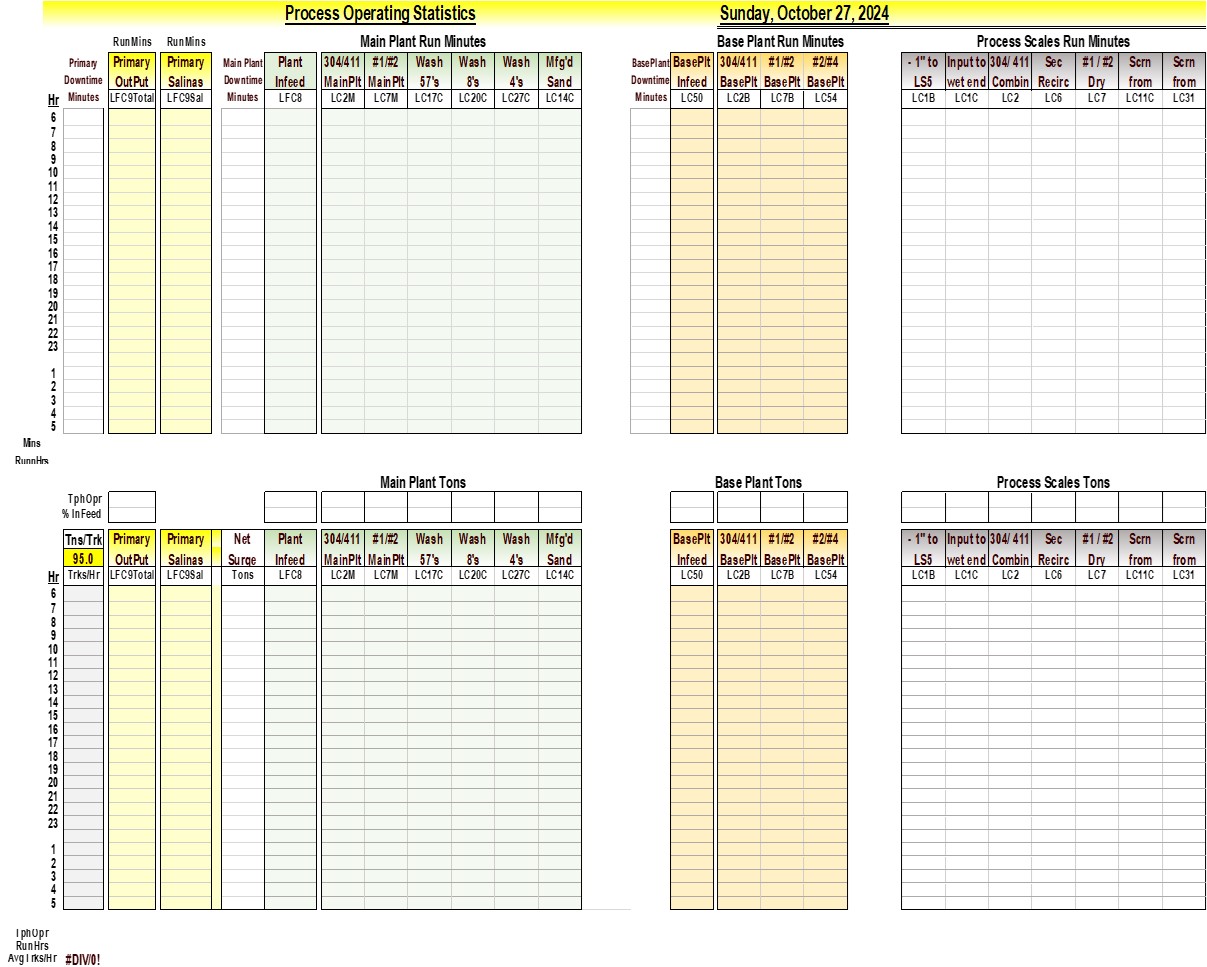 Process Operating Statistics Sunday, October 27, 2024
RunMins RunMins Main Plant Run Minutes Base Plant Run Minutes Process Scales Run Minutes
Primary Primary Primary Main Plant Plant 304/411 #1/#2 Wash Wash Wash Mfg'd BasePlant BasePlt 304/411 #1/#2 #2/#4 - 1" to Input to 304/ 411 Sec #1 / #2 Scrn Scrn
Downtime OutPut Salinas Downtime Infeed MainPlt MainPlt 57's 8's 4's Sand Downtime Infeed BasePlt BasePlt BasePlt LS5 wet end Combin Recirc Dry from from
Hr Minutes LFC9Total LFC9Sal Minutes LFC8 LC2M LC7M LC17C LC20C LC27C LC14C Minutes LC50 LC2B LC7B LC54 LC1B LC1C LC2 LC6 LC7 LC11C LC31
6
7
8
9
10
11
12
13
14
15
16
17
18
19
20
21
22
23
1
2
3
4
5
Mins
RunnHrs
Main Plant Tons Base Plant Tons Process Scales Tons
TphOpr
% InFeed
Tns/Trk Primary Primary Net Plant 304/411 #1/#2 Wash Wash Wash Mfg'd BasePlt 304/411 #1/#2 #2/#4 - 1" to Input to 304/ 411 Sec #1 / #2 Scrn Scrn
95.0 OutPut Salinas Surge Infeed MainPlt MainPlt 57's 8's 4's Sand Infeed BasePlt BasePlt BasePlt LS5 wet end Combin Recirc Dry from from
Hr Trks/Hr LFC9Total LFC9Sal Tons LFC8 LC2M LC7M LC17C LC20C LC27C LC14C LC50 LC2B LC7B LC54 LC1B LC1C LC2 LC6 LC7 LC11C LC31
6
7
8
9
10
11
12
13
14
15
16
17
18
19
20
21
22
23
1
2
3
4
5
TphOpr
RunHrs
AvgTrks/Hr #DIV/0!